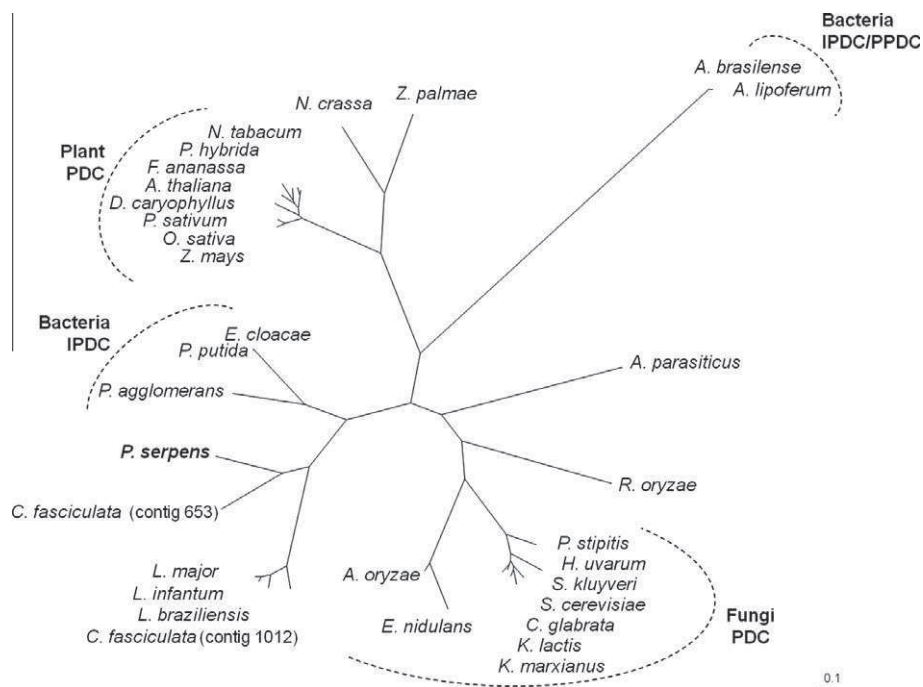 Bacteria
IPDC/PPDC
A. brasilense
A. lipoferum
N. crassa
Z. palmae
Plant
PDC
N. tabacum
P. hybrida
F. ananassa
A. thaliana
D. caryophyllus
P. sativum
O. sativa
Z. mays
Bacteria
IPDC
E. cloacae
P. putida
P. agglomerans
A. parasiticus
P. serpens
C. fasciculata (contig 653)
R. oryzae
L. major
L. infantum
L. braziliensis
C. fasciculata (contig 1012)
A. oryzae
E. nidulans
P. stipitis
H. uvarum
S. kluyveri
S. cerevisiae
C. glabrata
K. lactis
K. marxianus
Fungi
PDC
0.1